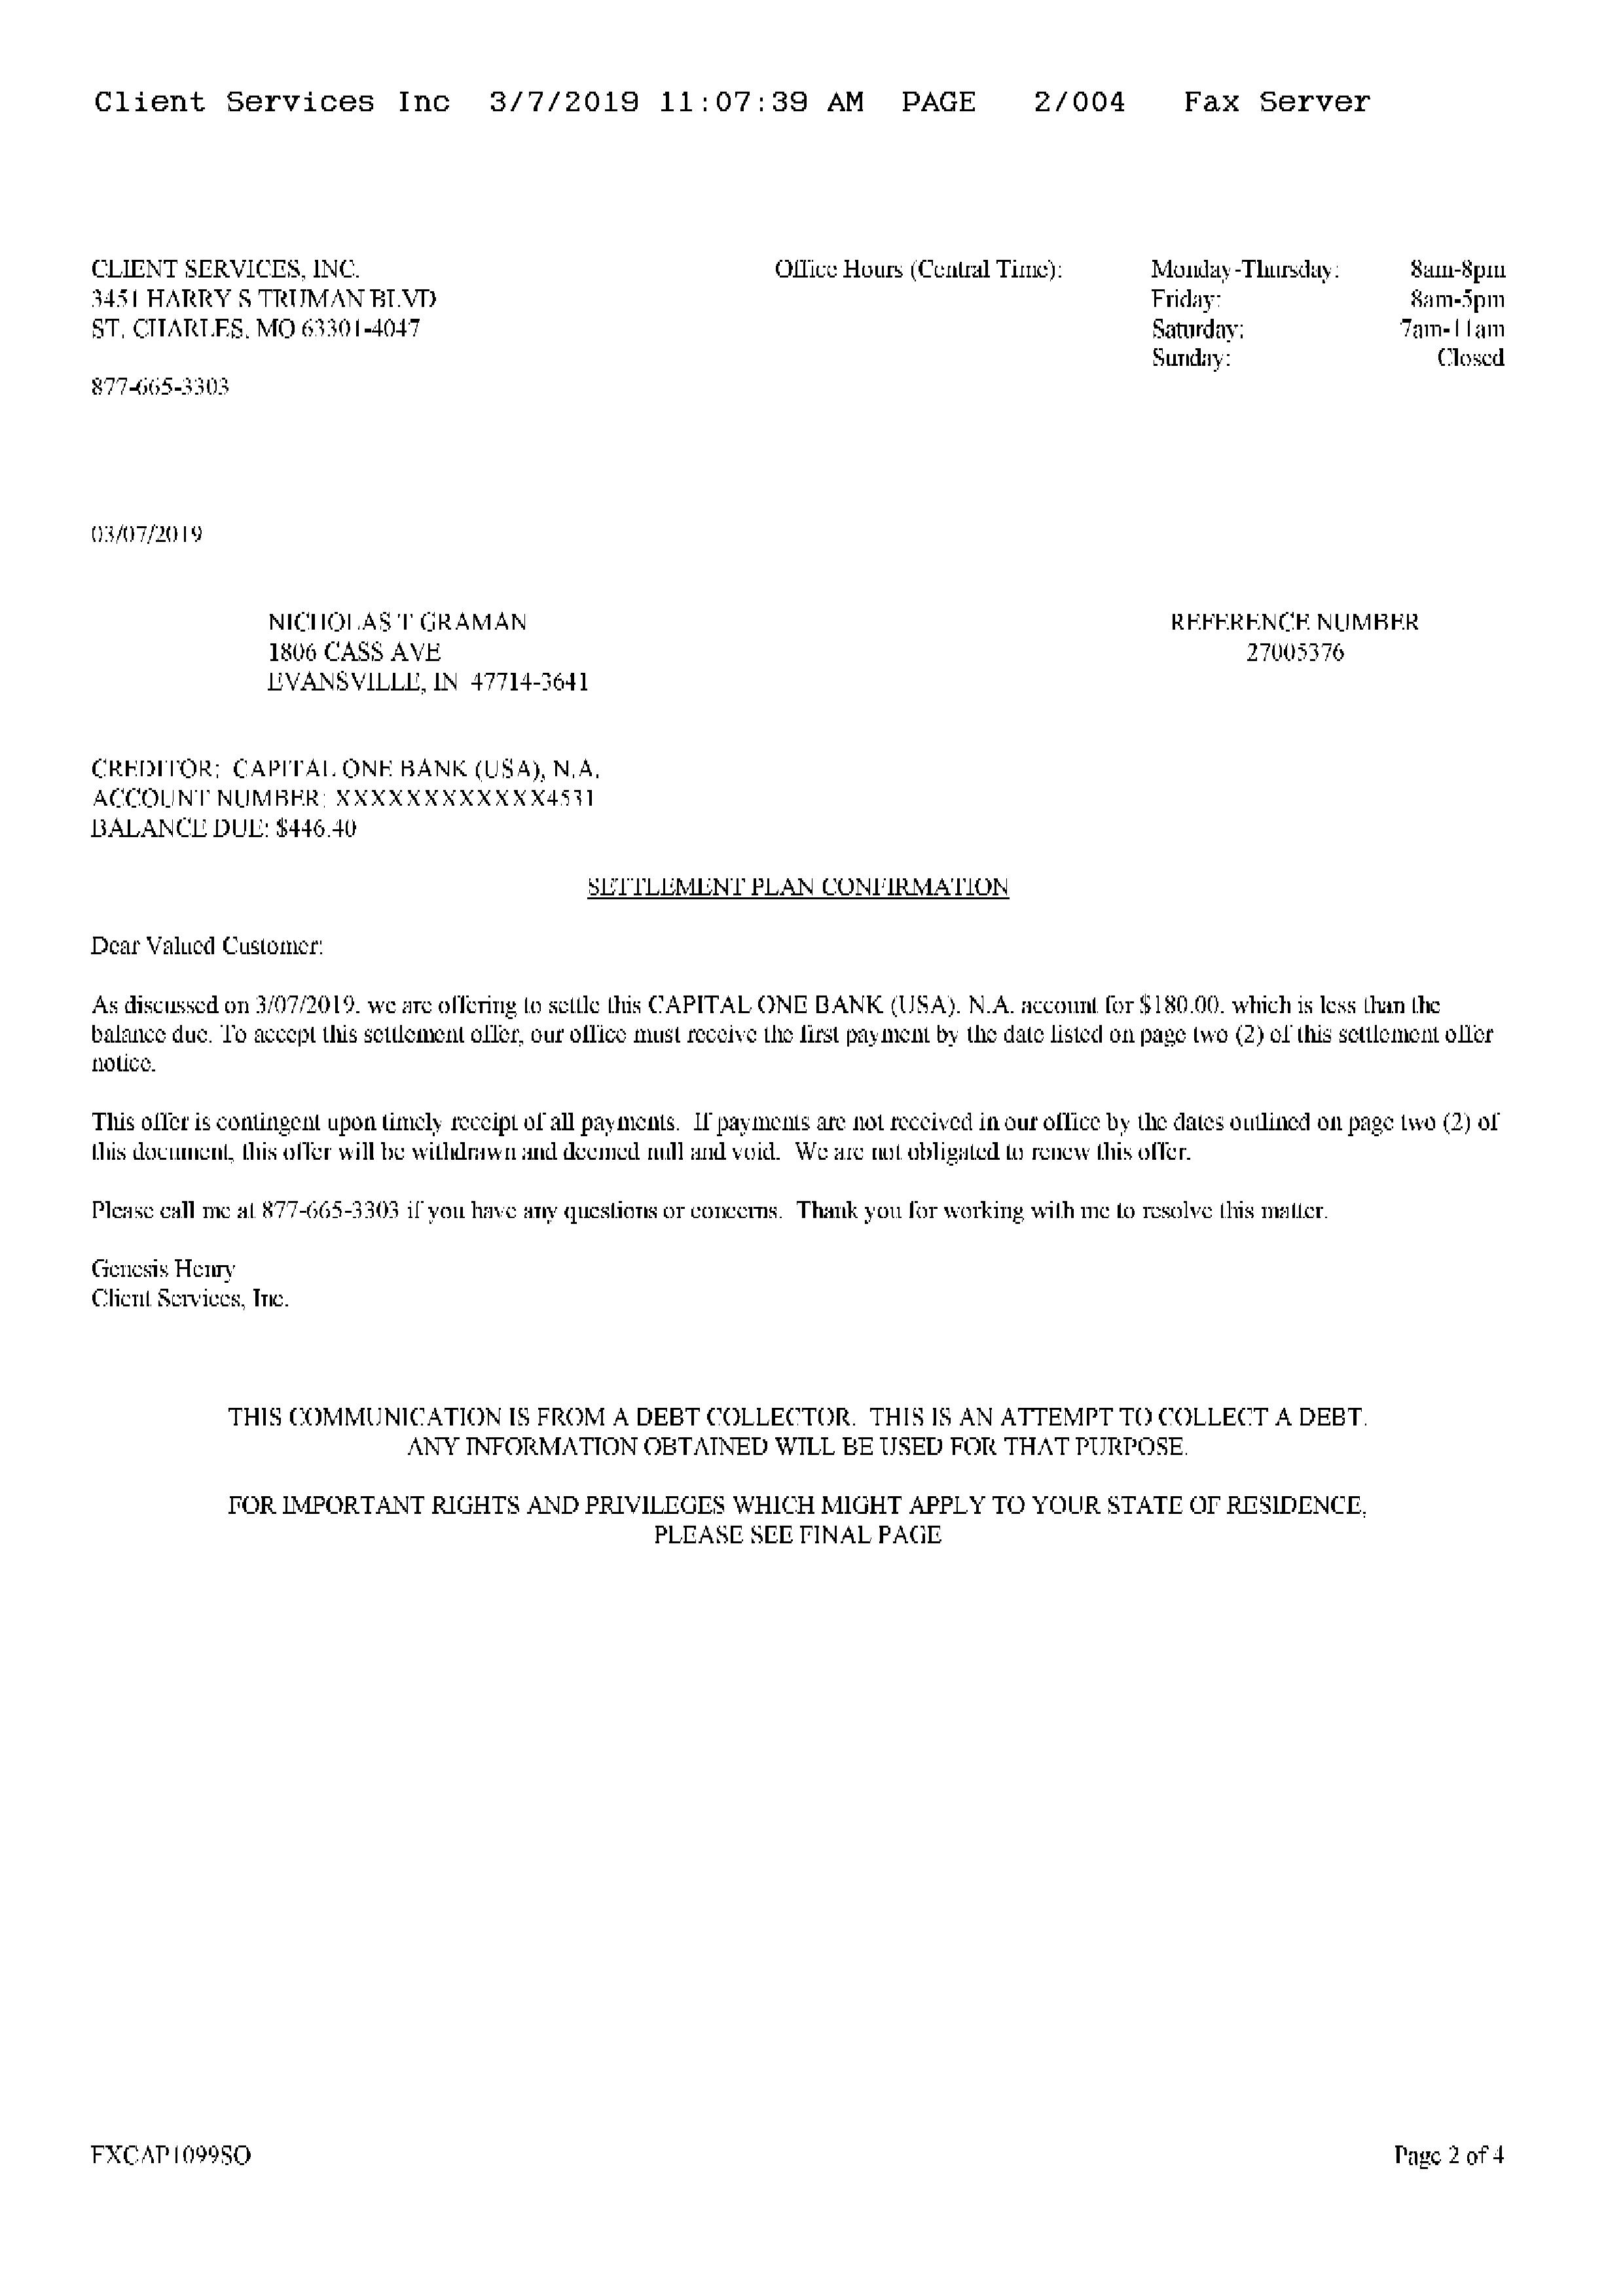 Client Services Inc 3/7/2019 11:07:39 AM PAGE 2/004 Fax Server
CLIENT SERVICES, INC.
3451 HARRY S TRUMAN BLVD
ST. CHARLES, MO 63301-4047
877-665-3303
Office Hours (Central Time): Monday-Thursday: 8am-8pm
Friday: 8am-5pm
Saturday: 7am-11am
Sunday: Closed
03/07/2019
NICHOLAS T GRAMAN
1806 CASS AVE
EVANSVILLE, IN 47714-3641
REFERENCE NUMBER
27005376
CREDITOR: CAPITAL ONE BANK (USA), N.A.
ACCOUNT NUMBER: XXXXXXXXXXXX4531
BALANCE DUE: $446.40
SETTLEMENT PLAN CONFIRMATION
Dear Valued Customer:
As discussed on 3/07/2019, we are offering to settle this CAPITAL ONE BANK (USA), N.A. account for $180.00, which is less than the
balance due. To accept this settlement offer, our office must receive the first payment by the date listed on page two (2) of this settlement offer
notice.
This offer is contingent upon timely receipt of all payments. If payments are not received in our office by the dates outlined on page two (2) of
this document, this offer will be withdrawn and deemed null and void. We are not obligated to renew this offer.
Please call me at 877-665-3303 if you have any questions or concerns. Thank you for working with me to resolve this matter.
Genesis Henry
Client Services, Inc.
THIS COMMUNICATION IS FROM A DEBT COLLECTOR. THIS IS AN ATTEMPT TO COLLECT A DEBT.
ANY INFORMATION OBTAINED WILL BE USED FOR THAT PURPOSE.
FOR IMPORTANT RIGHTS AND PRIVILEGES WHICH MIGHT APPLY TO YOUR STATE OF RESIDENCE,
PLEASE SEE FINAL PAGE
FXCAP1099SO
Page 2 of 4